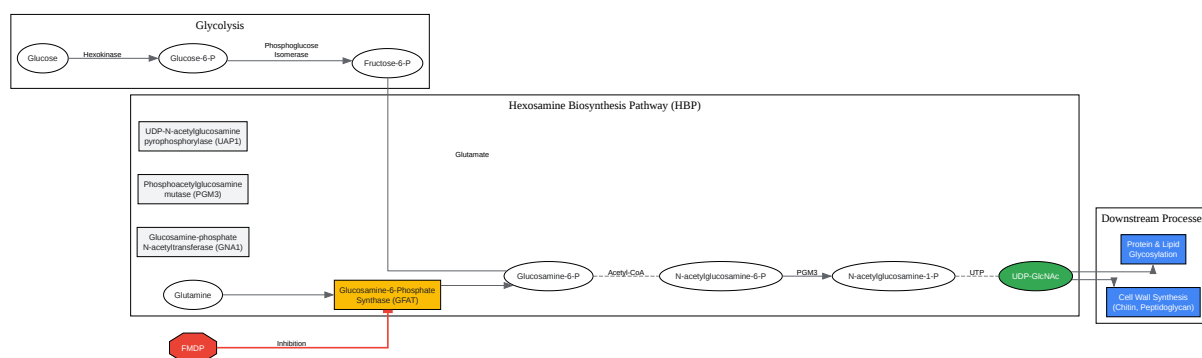 Glycolysis
Glucose
Hexokinase
Glucose-6-P
Phosphoglucose
Isomerase
Fructose-6-P
Hexosamine Biosynthesis Pathway (HBP)
UDP-N-acetylglucosamine
pyrophosphorylase (UAP1)
Glutamate
Phosphoacetylglucosamine
mutase (PGM3)
Glucosamine-phosphate
N-acetyltransferase (GNA1)
Glutamine
Glucosamine-6-Phosphate
Synthase (GFAT)
Glucosamine-6-P
Acetyl-CoA
N-acetylglucosamine-6-P
PGM3
N-acetylglucosamine-1-P
UTP
UDP-GlcNAc
Downstream Processe
Protein & Lipid
Glycosylation
Cell Wall Synthesis
(Chitin, Peptidoglycan)
FMDP
Inhibition